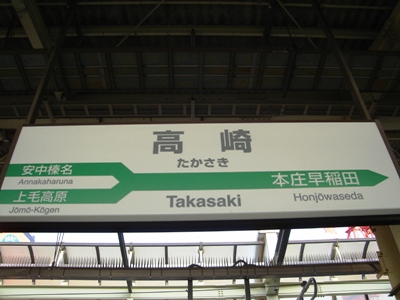 高崎
たかさき
Takasaki
安中榛名
Annakaharuna
上毛高原
Jōmō-Kōgen
本庄早稲田
Honjōwaseda